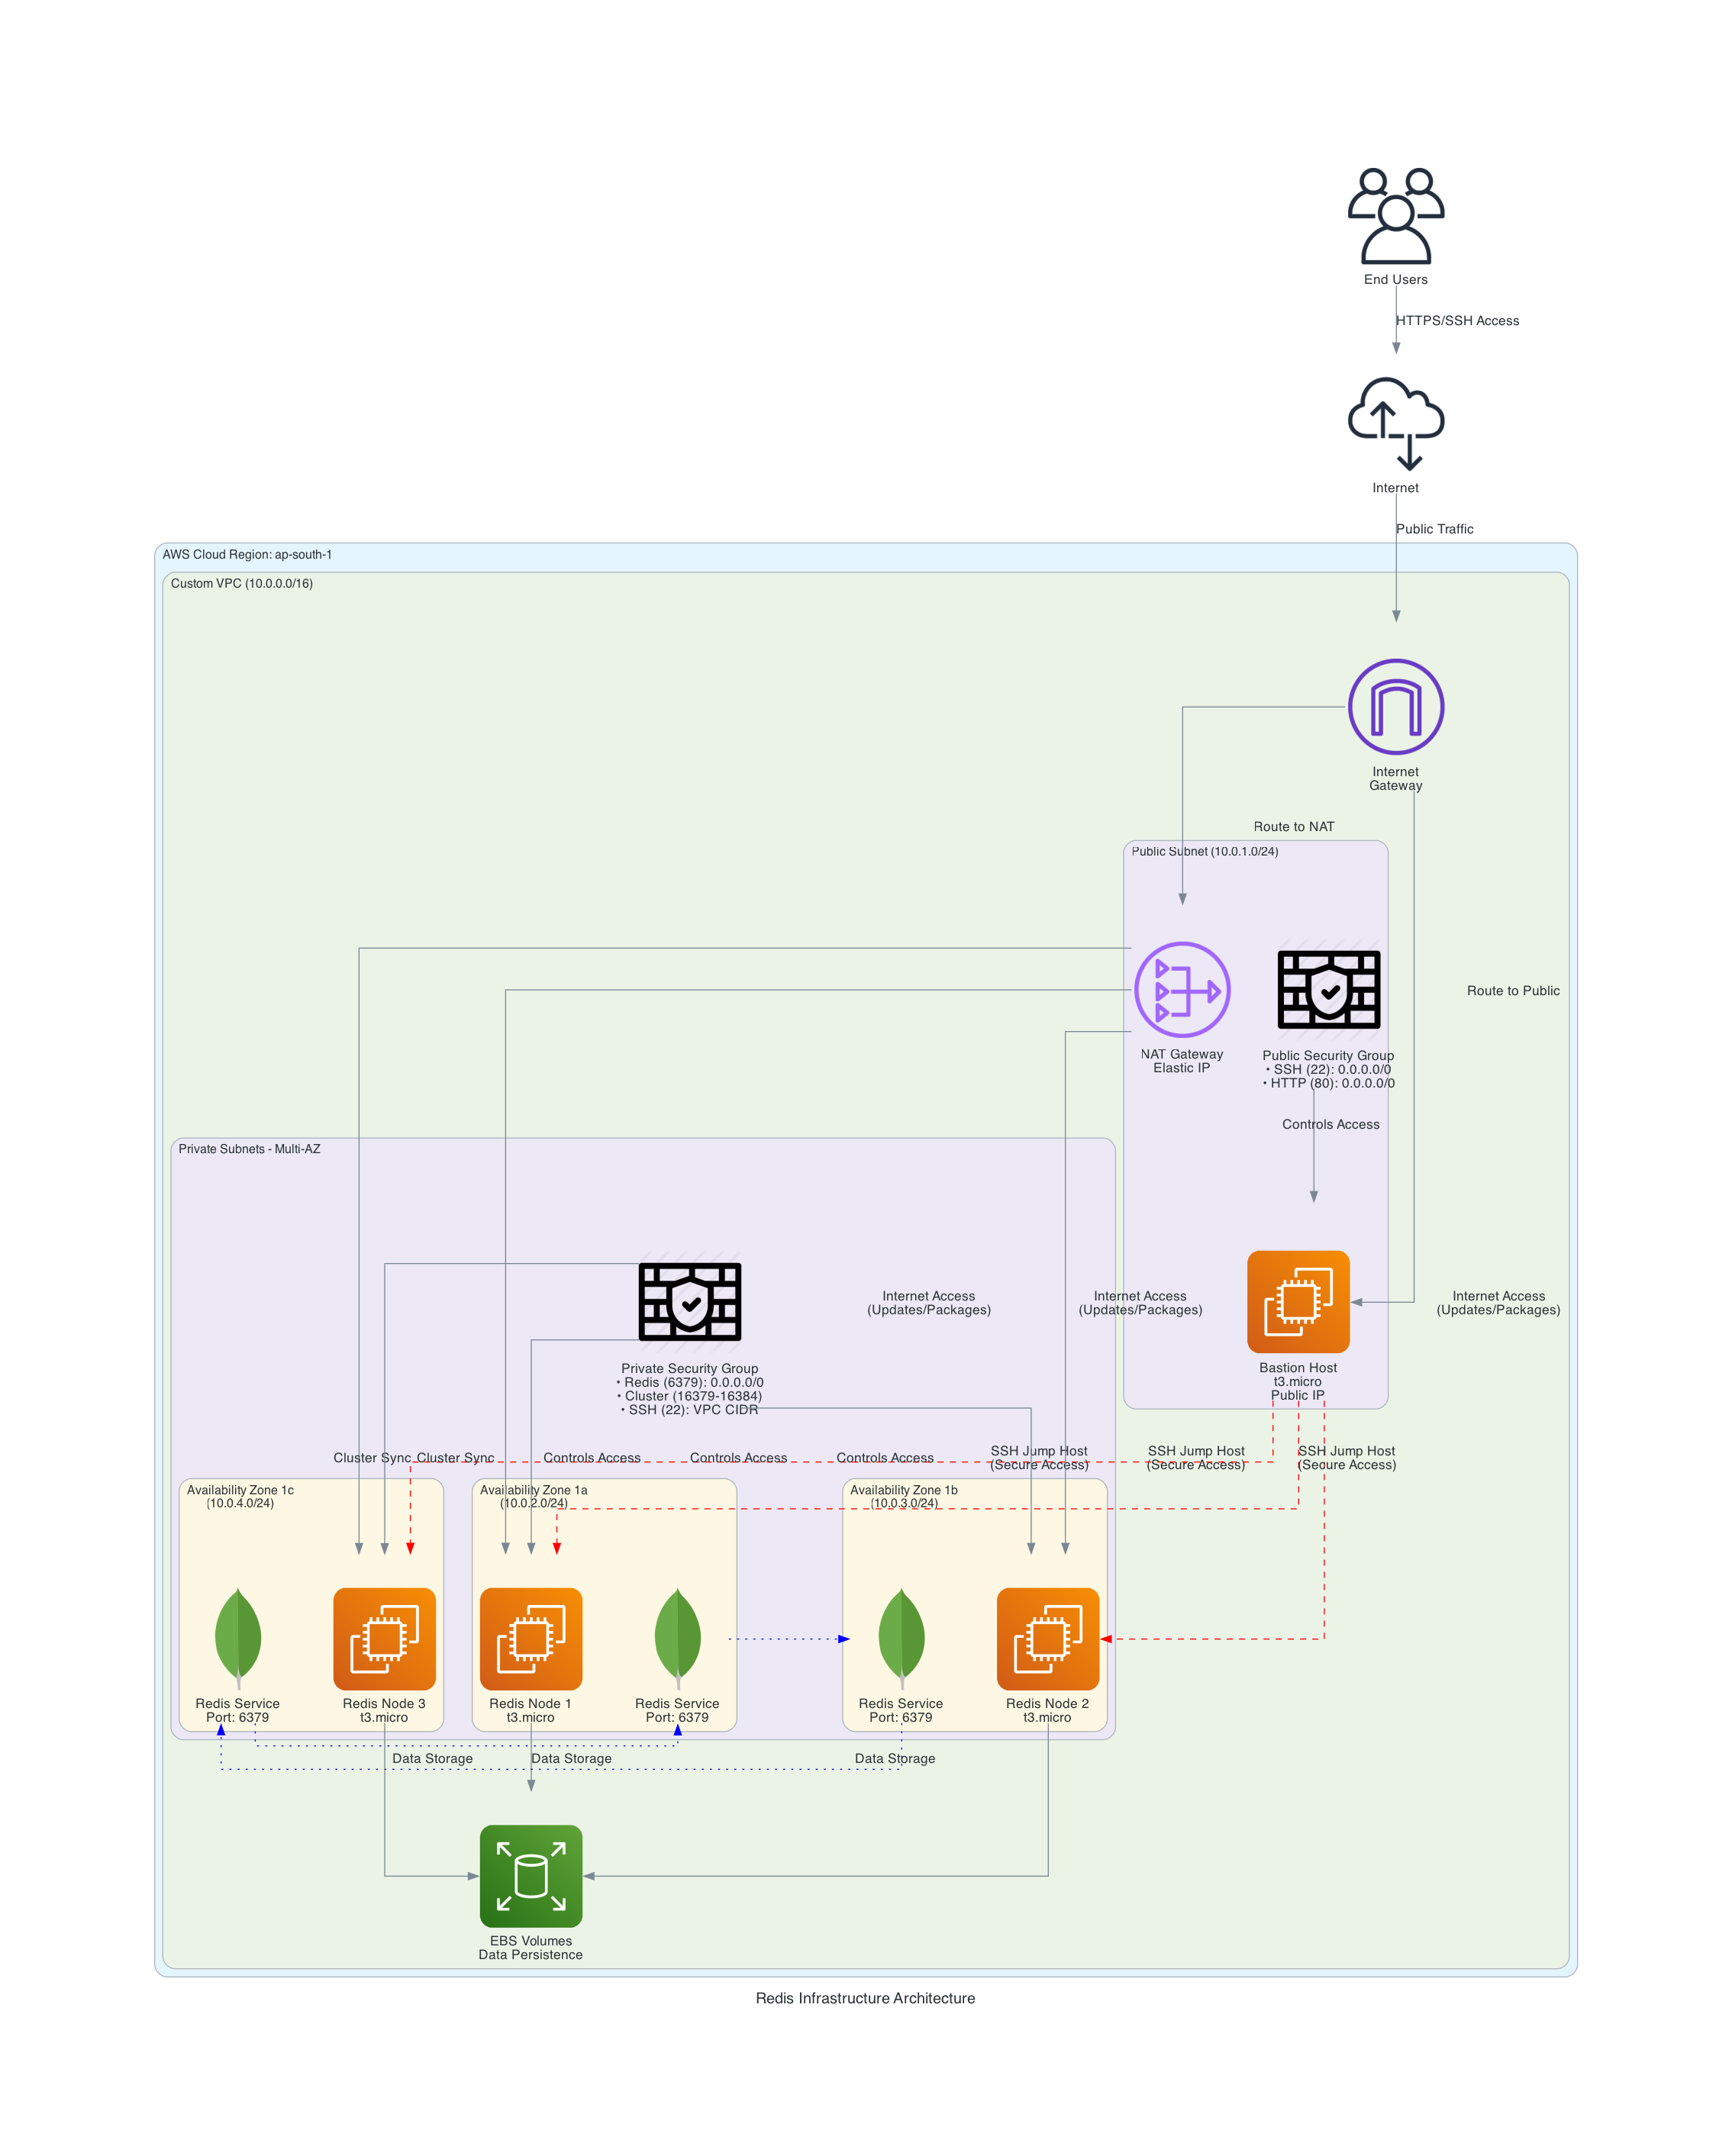 End Users
HTTPS/SSH Access
Internet
Public Traffic
AWS Cloud Region: ap-south-1
Custom VPC (10.0.0.0/16)
Internet
Gateway
Route to NAT
Public Subnet (10.0.1.0/24)
Route to Public
NAT Gateway
Elastic IP
Public Security Group
• SSH (22): 0.0.0.0/0
• HTTP (80): 0.0.0.0/0
Controls Access
Private Subnets - Multi-AZ
Internet Access
(Updates/Packages)
Internet Access
(Updates/Packages)
Internet Access
(Updates/Packages)
Bastion Host
t3.micro
Public IP
Private Security Group
• Redis (6379): 0.0.0.0/0
• Cluster (16379-16384)
• SSH (22): VPC CIDR
Cluster Sync
Cluster Sync
Controls Access
Controls Access
Controls Access
SSH Jump Host
(Secure Access)
SSH Jump Host
(Secure Access)
SSH Jump Host
(Secure Access)
Availability Zone 1c
(10.0.4.0/24)
Availability Zone 1a
(10.0.2.0/24)
Availability Zone 1b
(10.0.3.0/24)
Redis Service
Port: 6379
Redis Node 3
t3.micro
Redis Node 1
t3.micro
Redis Service
Port: 6379
Redis Service
Port: 6379
Redis Node 2
t3.micro
Data Storage
Data Storage
Data Storage
EBS Volumes
Data Persistence
Redis Infrastructure Architecture